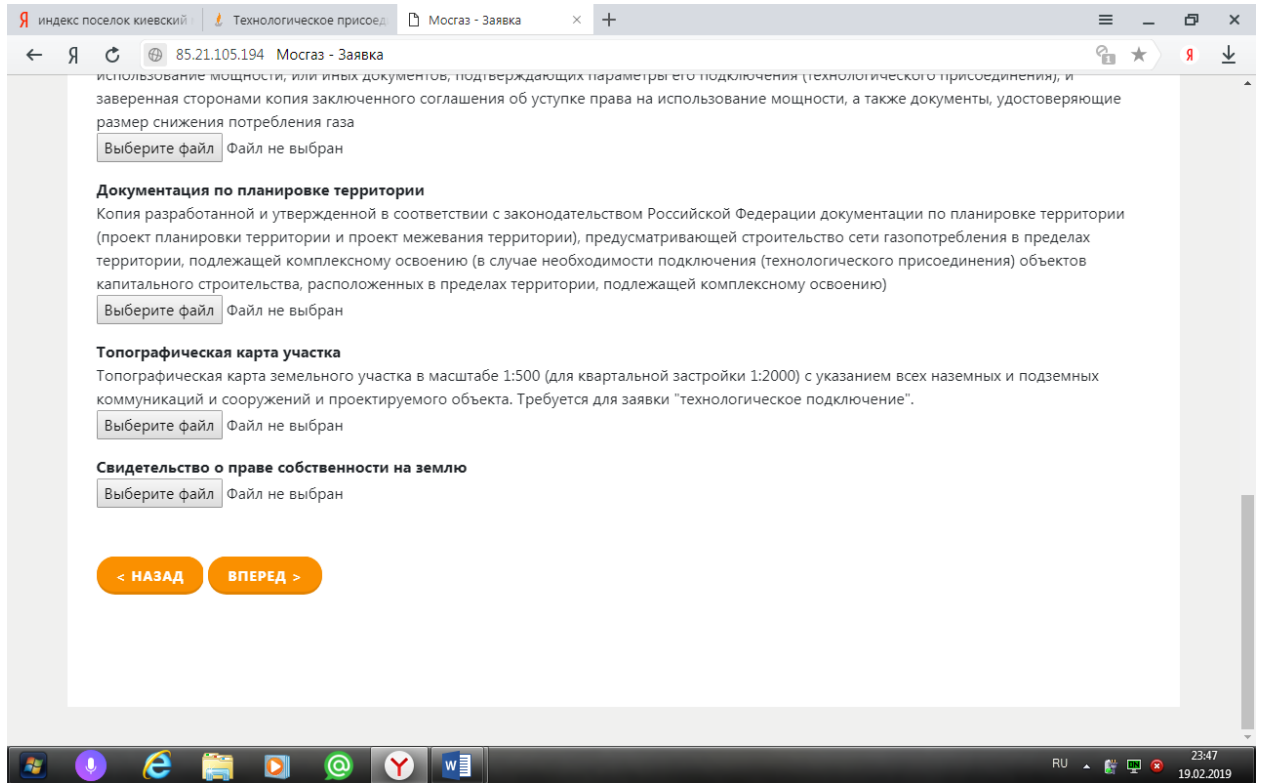 индекс поселок киевский
Технологическое присоед
Мосгаз - Заявка
85.21.105.194 Мосгаз - Заявка
использование мощности, или иных документов, подтверждающих параметры его подключения (технологического присоединения), и
заверенная сторонами копия заключенного соглашения об уступке права на использование мощности, а также документы, удостоверяющие
размер снижения потребления газа
Выберите файл Файл не выбран
Документация по планировке территории
Копия разработанной и утвержденной в соответствии с законодательством Российской Федерации документации по планировке территории
(проект планировки территории и проект межевания территории), предусматривающей строительство сети газопотребления в пределах
территории, подлежащей комплексному освоению (в случае необходимости подключения (технологического присоединения) объектов
капитального строительства, расположенных в пределах территории, подлежащей комплексному освоению)
Выберите файл Файл не выбран
Топографическая карта участка
Топографическая карта земельного участка в масштабе 1:500 (для квартальной застройки 1:2000) с указанием всех наземных и подземных
коммуникаций и сооружений и проектируемого объекта. Требуется для заявки "технологическое подключение".
Выберите файл Файл не выбран
Свидетельство о праве собственности на землю
Выберите файл Файл не выбран
< НАЗАД ВПЕРЕД >
RU
23:47
19.02.2019